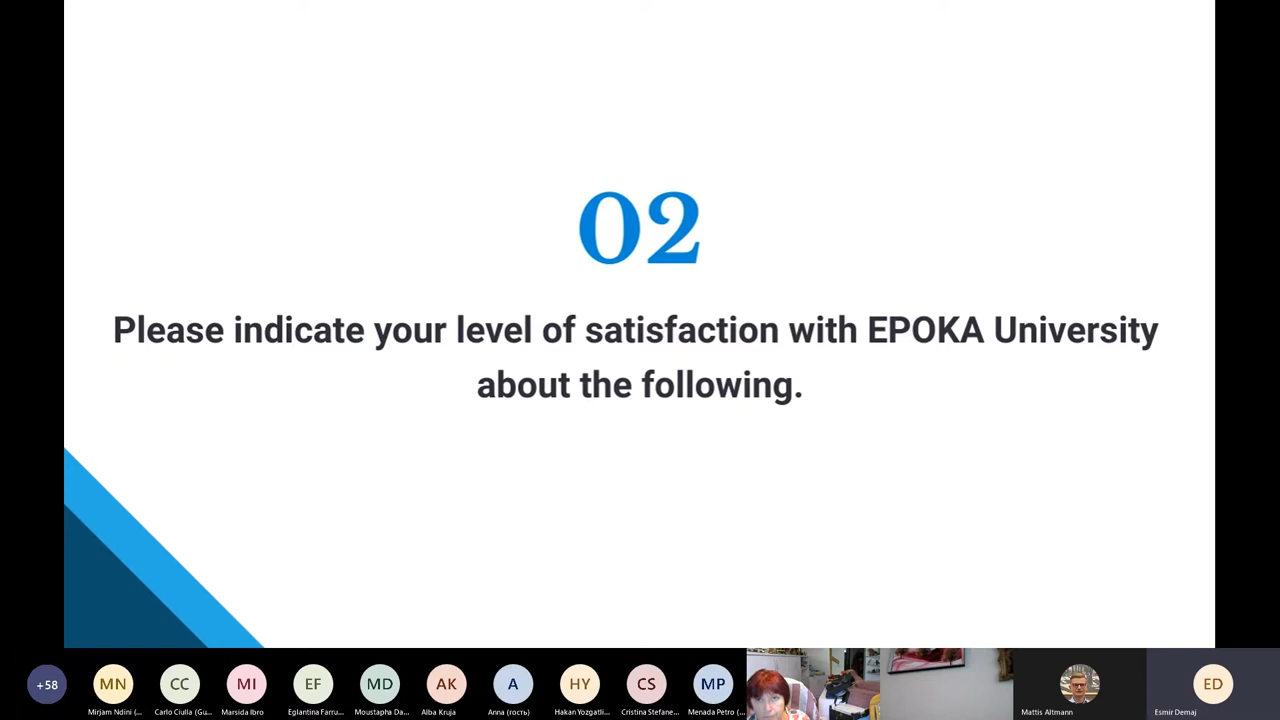 02
Please indicate your level of satisfaction with EPOKA University
about the following.
+58
MN
CC
MI
EF
MD
AK
A
HY
CS
MP
ED
Mirjam Ndini (...
Carlo Ciulla (Gu...
Marsida Ibro
Eglantina Farru...
Moustapha Da...
Alba Kruja
Anna (гость)
Hakan Yozgatli...
Cristina Stefane...
Menada Petro (...
Mattis Altmann
Esmir Demaj